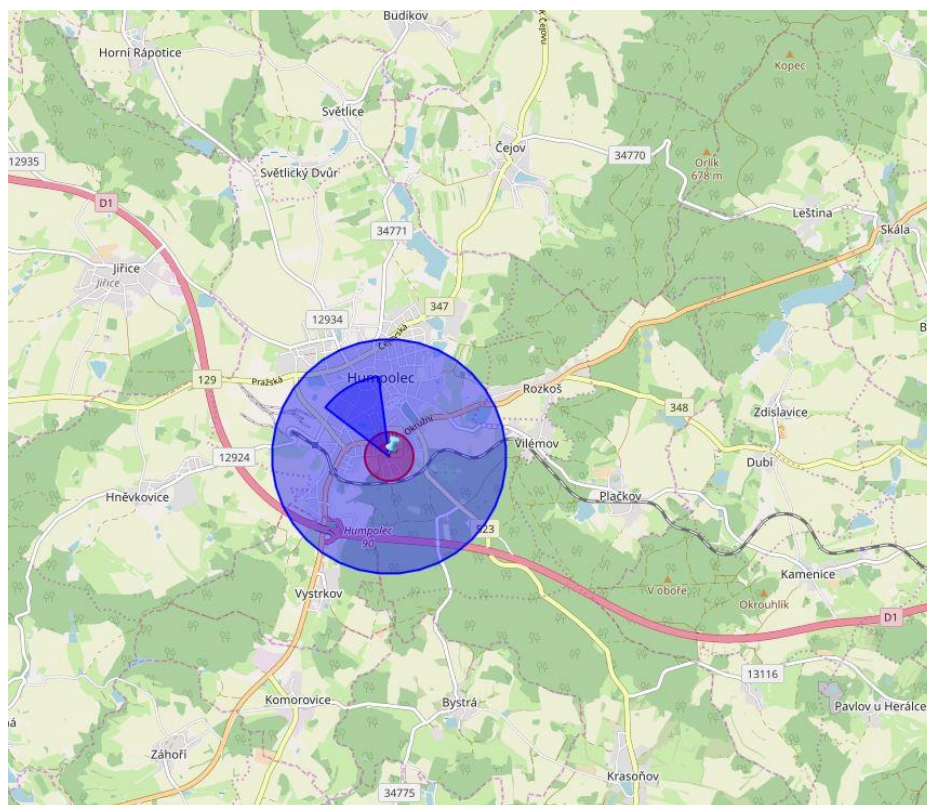 Budíkov
K Čejovu
Horní Rápotice
Kopec
Světlice
Čejov
12935
34770
Světlický Dvůr
Orlík
678 m
D1
Leština
Skála
34771
Jiřice
Jiřice
347
12934
Čejovská
129
Pražská
Humpolec
Rozkoš
348
Okružní
Zdislavice
Vilémov
12924
Dubí
Hněvkovice
Plačkov
523
Humpolec
90
Kamenice
V oboře
Vystrkov
Okrouhlík
D1
13116
Komorovice
Bystrá
Pavlov u Herálce
Záhoří
Krasoňov
34775